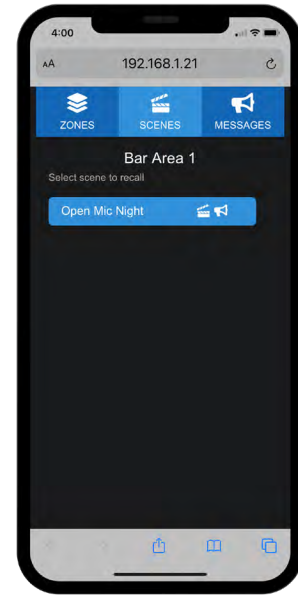 4:00
AA 192.168.1.21
ZONES SCENES MESSAGES
Bar Area 1
Select scene to recall
Open Mic Night